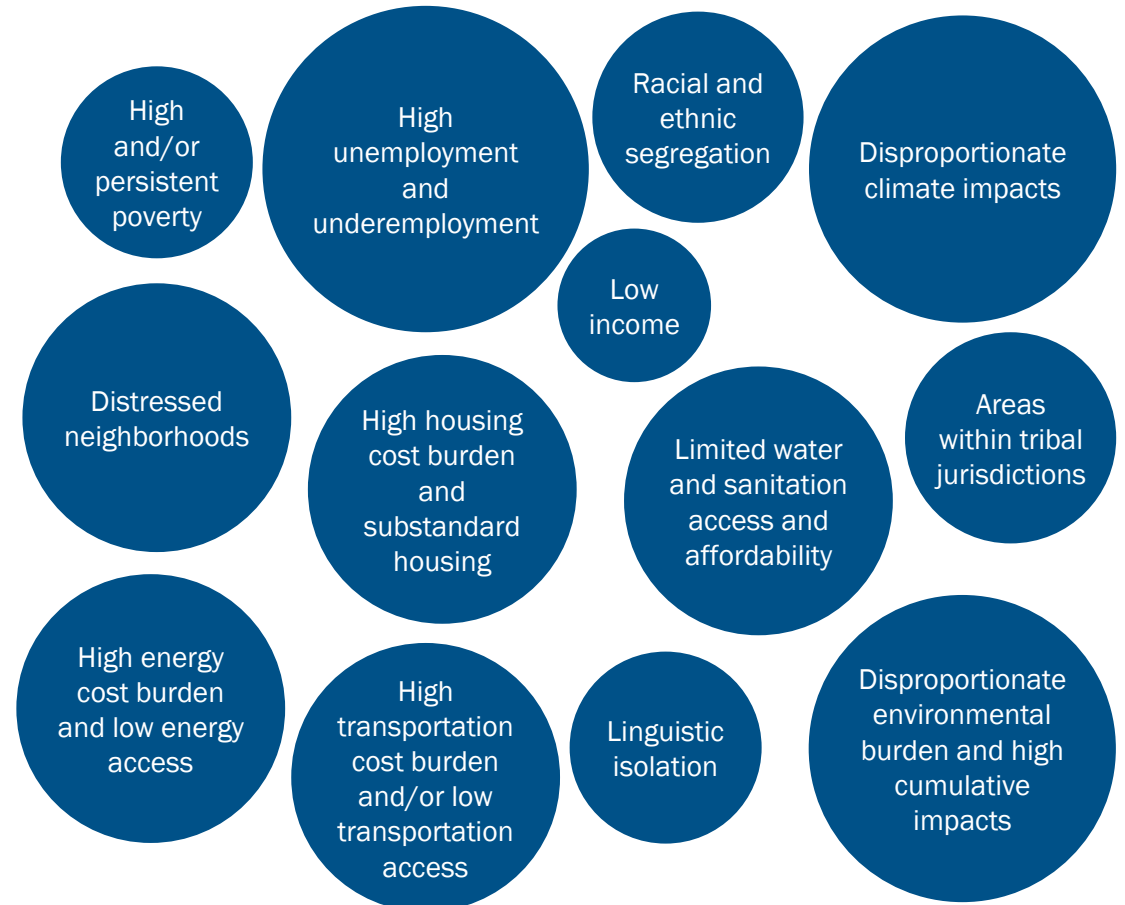 High
and/or
persistent
poverty
High
unemployment
and
underemployment
Racial and
ethnic
segregation
Disproportionate
climate impacts
Low
income
Distressed
neighborhoods
High housing
cost burden
and
substandard
housing
Limited water
and sanitation
access and
affordability
Areas
within tribal
jurisdictions
High energy
cost burden
and low energy
access
High
transportation
cost burden
and/or low
transportation
access
Linguistic
isolation
Disproportionate
environmental
burden and high
cumulative
impacts